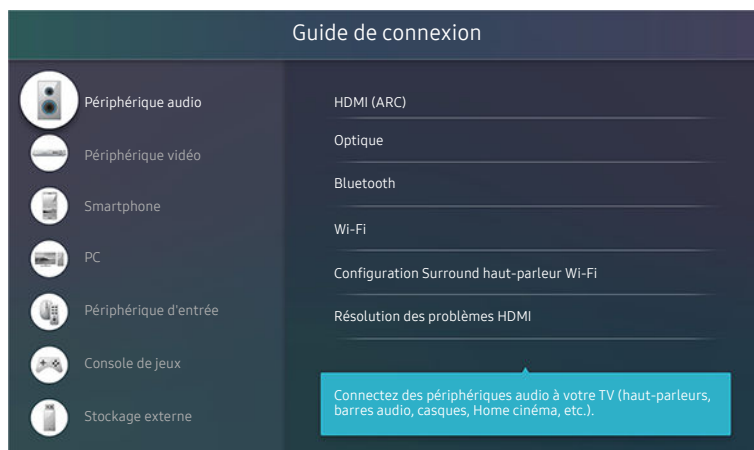 Guide de connexion
Périphérique audio
Périphérique vidéo
Smartphone
PC
Périphérique d'entrée
Console de jeux
Stockage externe
HDMI (ARC)
Optique
Bluetooth
Wi-Fi
Configuration Surround haut-parleur Wi-Fi
Résolution des problèmes HDMI
Connectez des périphériques audio à votre TV (haut-parleurs,
barres audio, casques, Home cinéma, etc.).